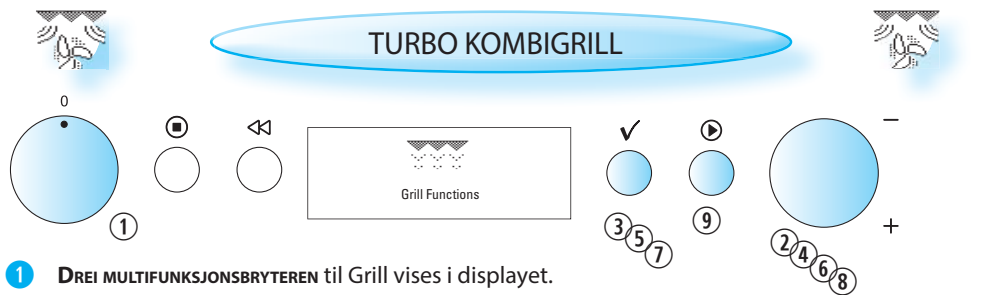 TURBO KOMBIGRILL
0
Grill Functions
−
+
① ③ ⑤ ⑦ ⑨ ② ④ ⑥ ⑧
1 DREI MULTIFUNKSJONSBRYTEREN til Grill vises i displayet.